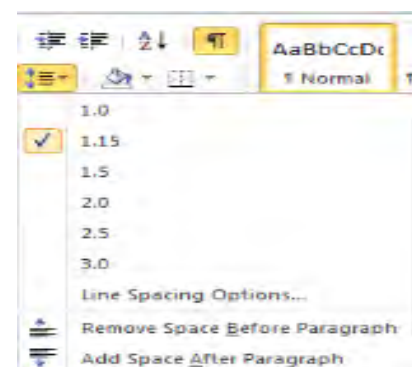 AaBbCcDc
¶ Normal
1.0
1.15
1.5
2.0
2.5
3.0
Line Spacing Options...
Remove Space Before Paragraph
Add Space After Paragraph